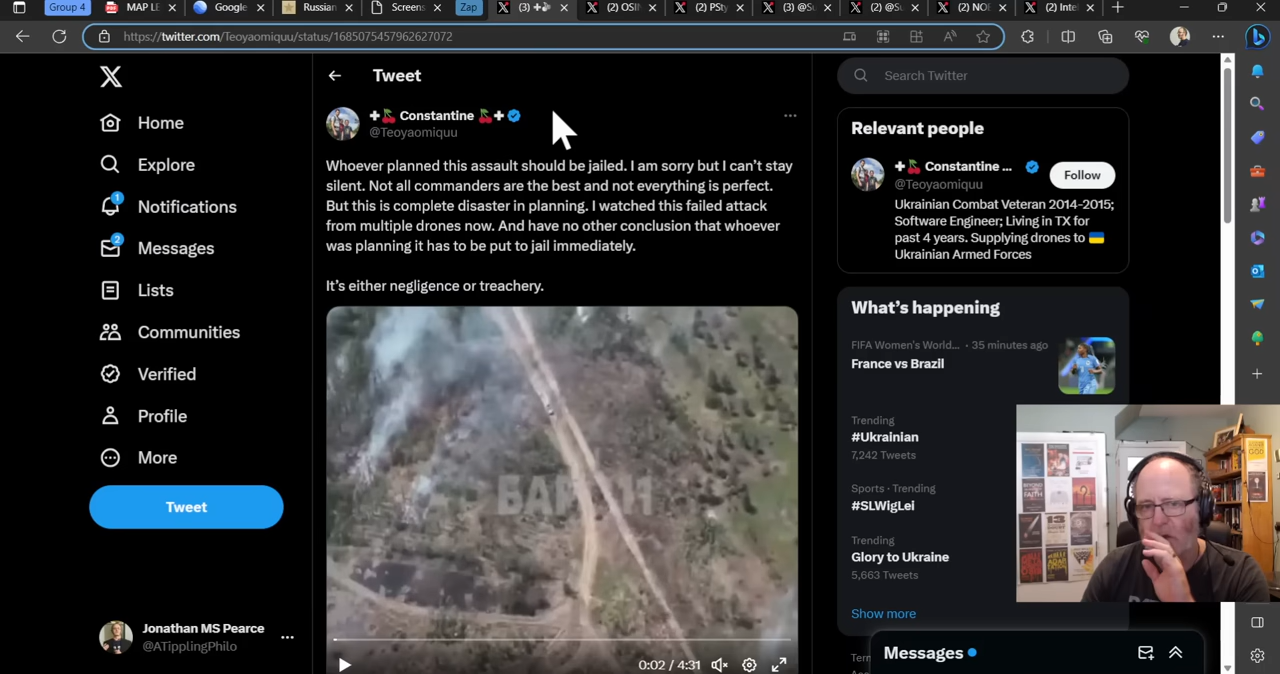 Group 4
MAP LE
Google
Russian
Screens
Zap
(3)
(2) OSIN
(2) PSty
(3) @Su
(2) @Su
(2) NOE
(2) Intel
https://twitter.com/Teoyaomiquu/status/1685075457962627072
Home
Explore
1
Notifications
2
Messages
Lists
Communities
Verified
Profile
More
Tweet
Jonathan MS Pearce
@ATipplingPhilo
Tweet
Constantine
@Teoyaomiquu
Whoever planned this assault should be jailed. I am sorry but I can't stay
silent. Not all commanders are the best and not everything is perfect.
But this is complete disaster in planning. I watched this failed attack
from multiple drones now. And have no other conclusion that whoever
was planning it has to be put to jail immediately.
It's either negligence or treachery.
0:02 / 4:31
Search Twitter
Relevant people
Constantine ...
@Teoyaomiquu
Follow
Ukrainian Combat Veteran 2014-2015;
Software Engineer; Living in TX for
past 4 years. Supplying drones to
Ukrainian Armed Forces
What's happening
FIFA Women's World... · 35 minutes ago
France vs Brazil
Trending
#Ukrainian
7,242 Tweets
Sports · Trending
#SLWigLei
Trending
Glory to Ukraine
5,663 Tweets
Show more
Messages